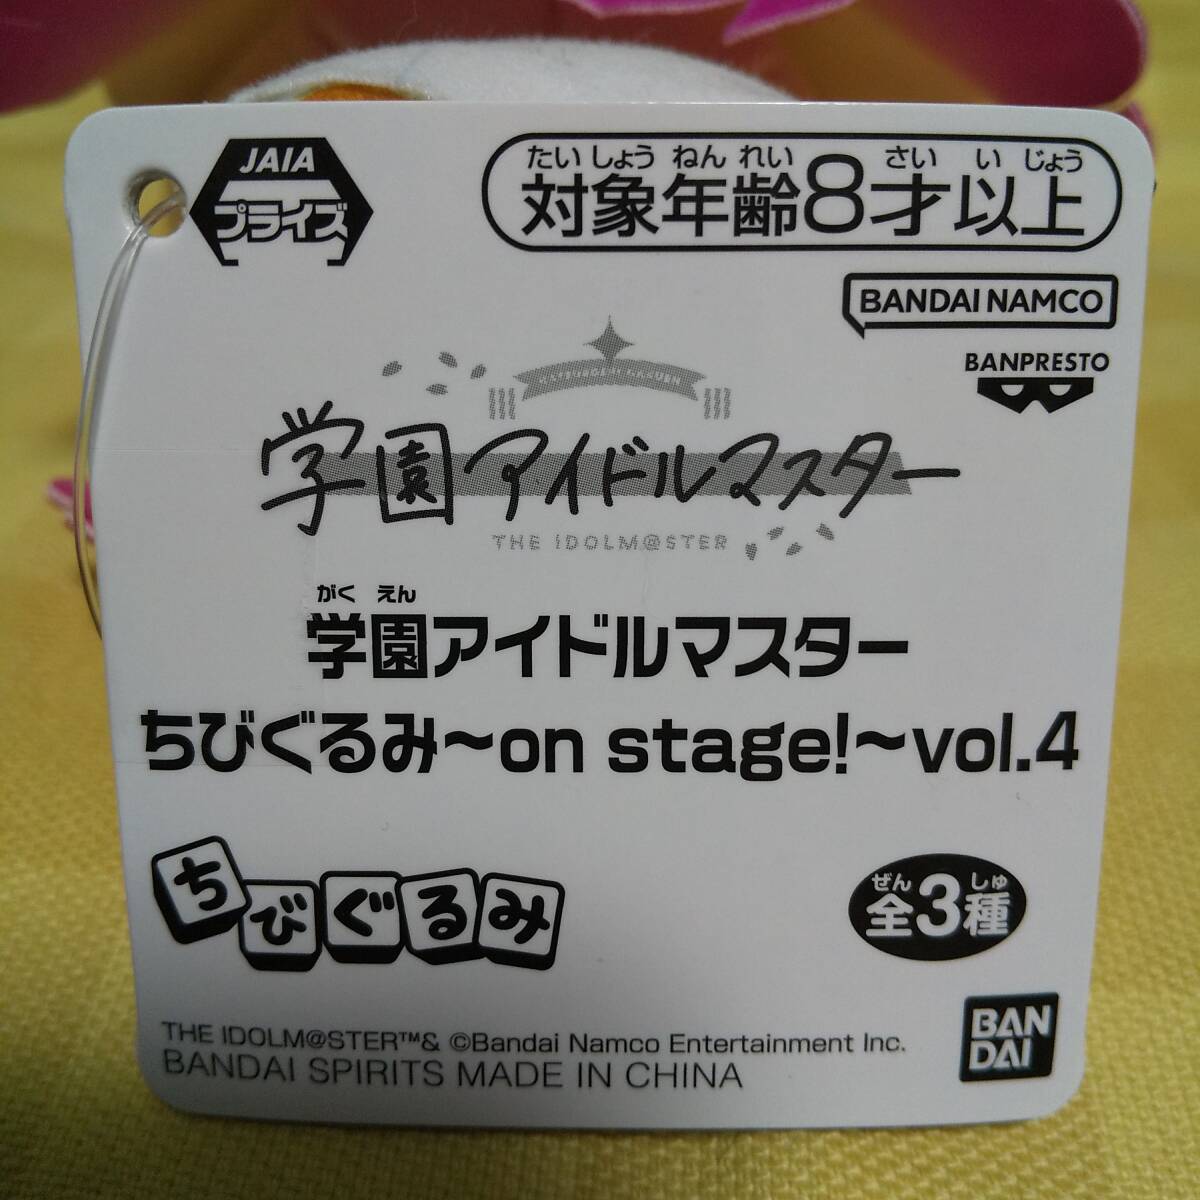 JAIA
プライズ
たいしょうねんれい さいいじょう
対象年齢8才以上
BANDAI NAMCO
BANPRESTO
HATSUBOSHI GAKUEN
学園アイドルマスター
THE IDOLM@STER
がくえん
学園アイドルマスター
ちびぐるみ～on stage!～vol.4
ちびぐるみ
ぜん しゅ
全3種
THE IDOLM@STER™& ©Bandai Namco Entertainment Inc.
BANDAI SPIRITS MADE IN CHINA
BAN
DAI